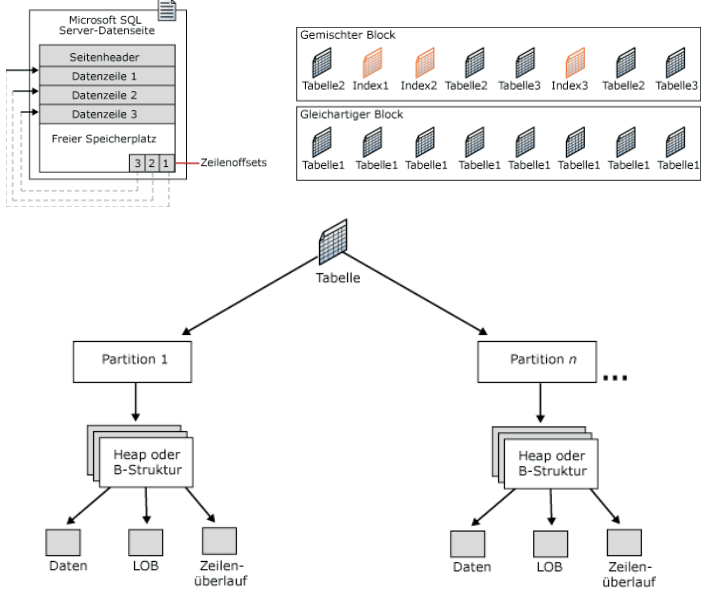 Microsoft SQL
Server-Datenseite
Seitenheader
Datenzeile 1
Datenzeile 2
Datenzeile 3
Freier Speicherplatz
3 2 1
Zeilenoffsets
Gemischter Block
Tabelle2 Index1 Index2 Tabelle2 Tabelle3 Index3 Tabelle2 Tabelle3
Gleichartiger Block
Tabelle1 Tabelle1 Tabelle1 Tabelle1 Tabelle1 Tabelle1 Tabelle1 Tabelle1
Tabelle
Partition 1
Partition n
...
Heap oder
B-Struktur
Heap oder
B-Struktur
Daten
LOB
Zeilen-
überlauf
Daten
LOB
Zeilen-
überlauf